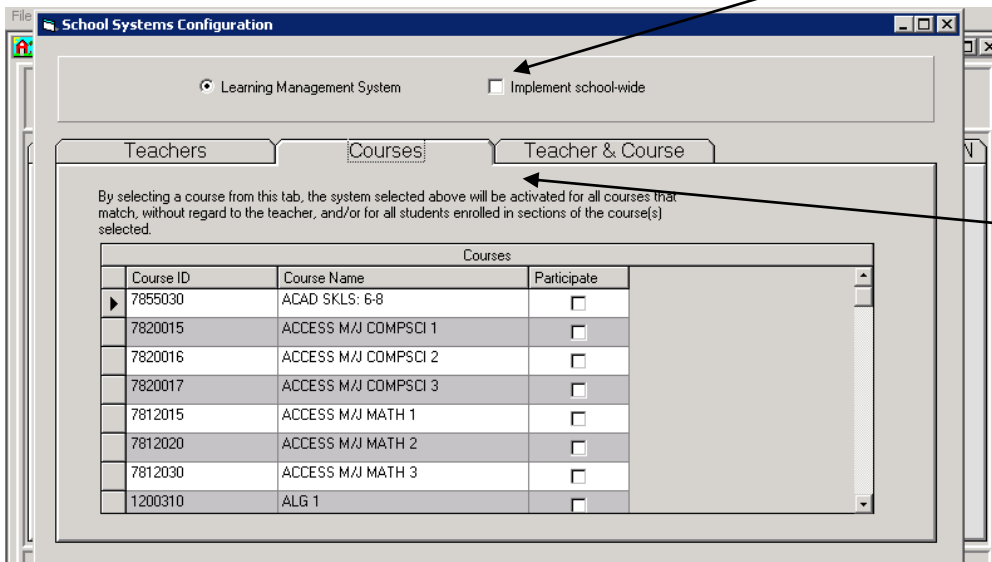 File
School Systems Configuration
Learning Management System
Implement school-wide
Teachers
Courses
Teacher & Course
N
By selecting a course from this tab, the system selected above will be activated for all courses that
match, without regard to the teacher, and/or for all students enrolled in sections of the course(s)
selected.
Courses
Course ID Course Name Participate
7855030 ACAD SKLS: 6-8
7820015 ACCESS M/J COMPSCI 1
7820016 ACCESS M/J COMPSCI 2
7820017 ACCESS M/J COMPSCI 3
7812015 ACCESS M/J MATH 1
7812020 ACCESS M/J MATH 2
7812030 ACCESS M/J MATH 3
1200310 ALG 1